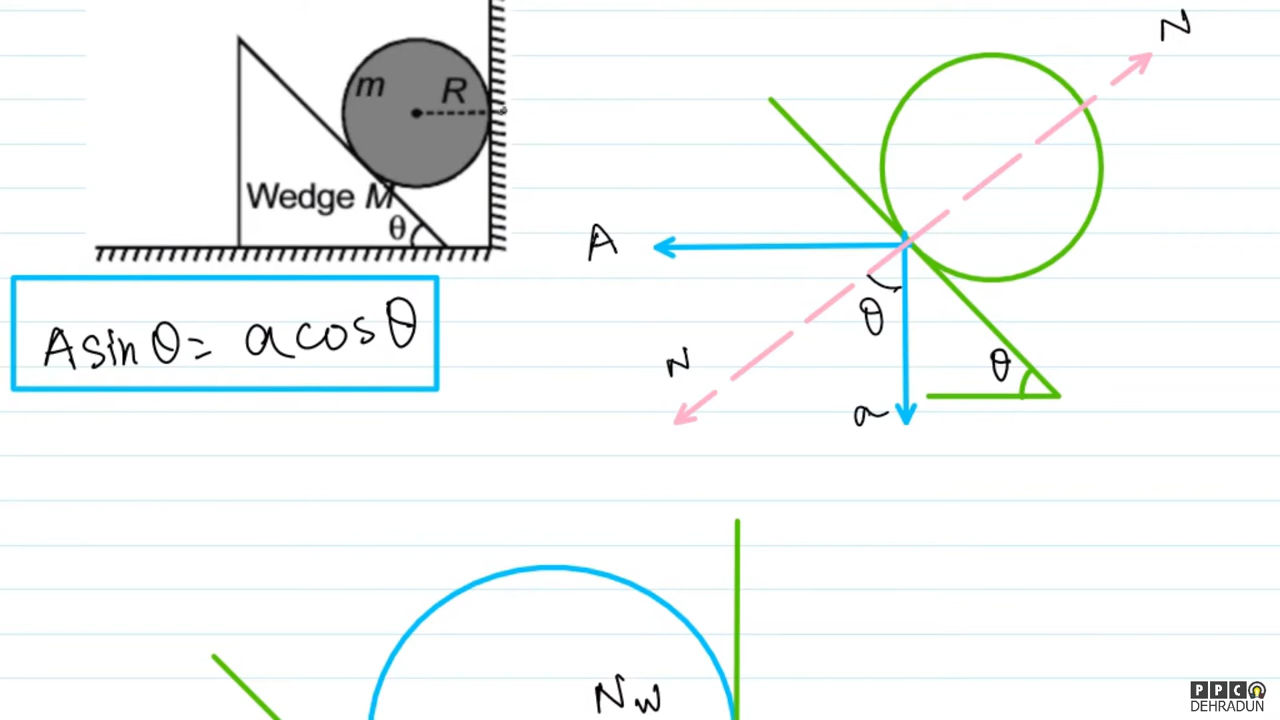 m
R
Wedge M
θ
A sin θ = a cos θ
N
A
θ
N
a
θ
N_W
PPC
DEHRADUN